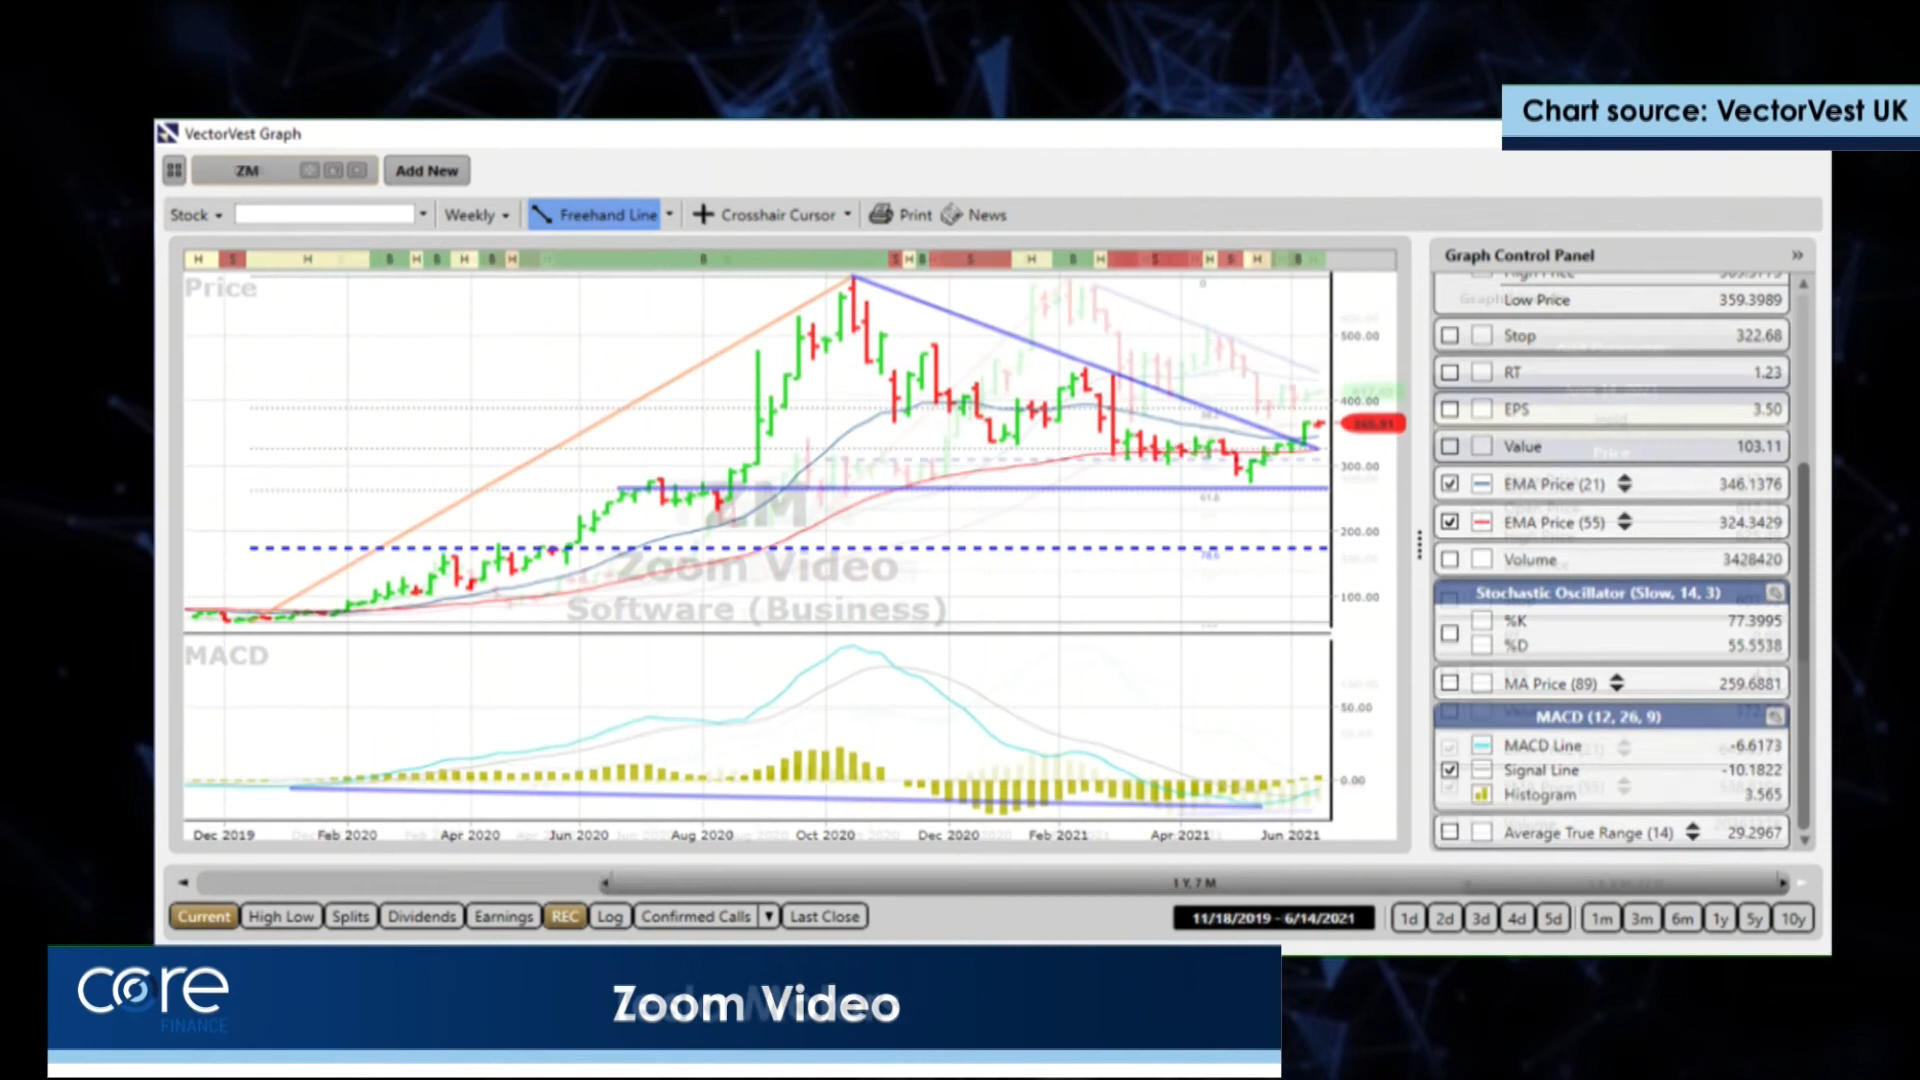 Chart source: VectorVest UK
VectorVest Graph
ZM
Add New
Stock
Weekly
Freehand Line
Crosshair Cursor
Print
News
H S H B H B H B H B S H B S H B H S H S H B
Price
500.00
400.00
300.00
200.00
100.00
61.8
78.6
ZM
Zoom Video
Software (Business)
MACD
50.00
0.00
Dec 2019 Feb 2020 Apr 2020 Jun 2020 Aug 2020 Oct 2020 Dec 2020 Feb 2021 Apr 2021 Jun 2021
Graph Control Panel
High Price
Low Price 359.3989
Stop 322.68
RT 1.23
EPS 3.50
Value 103.11
EMA Price (21) 346.1376
EMA Price (55) 324.3429
Volume 3428420
Stochastic Oscillator (Slow, 14, 3)
%K 77.3995
%D 55.5538
MA Price (89) 259.6881
MACD (12, 26, 9)
MACD Line -6.6173
Signal Line -10.1822
Histogram 3.565
Average True Range (14) 29.2967
1 Y, 7 M
Current
High Low
Splits
Dividends
Earnings
REC
Log
Confirmed Calls
Last Close
11/18/2019 - 6/14/2021
1d 2d 3d 4d 5d 1m 3m 6m 1y 5y 10y
core
FINANCE
Zoom Video